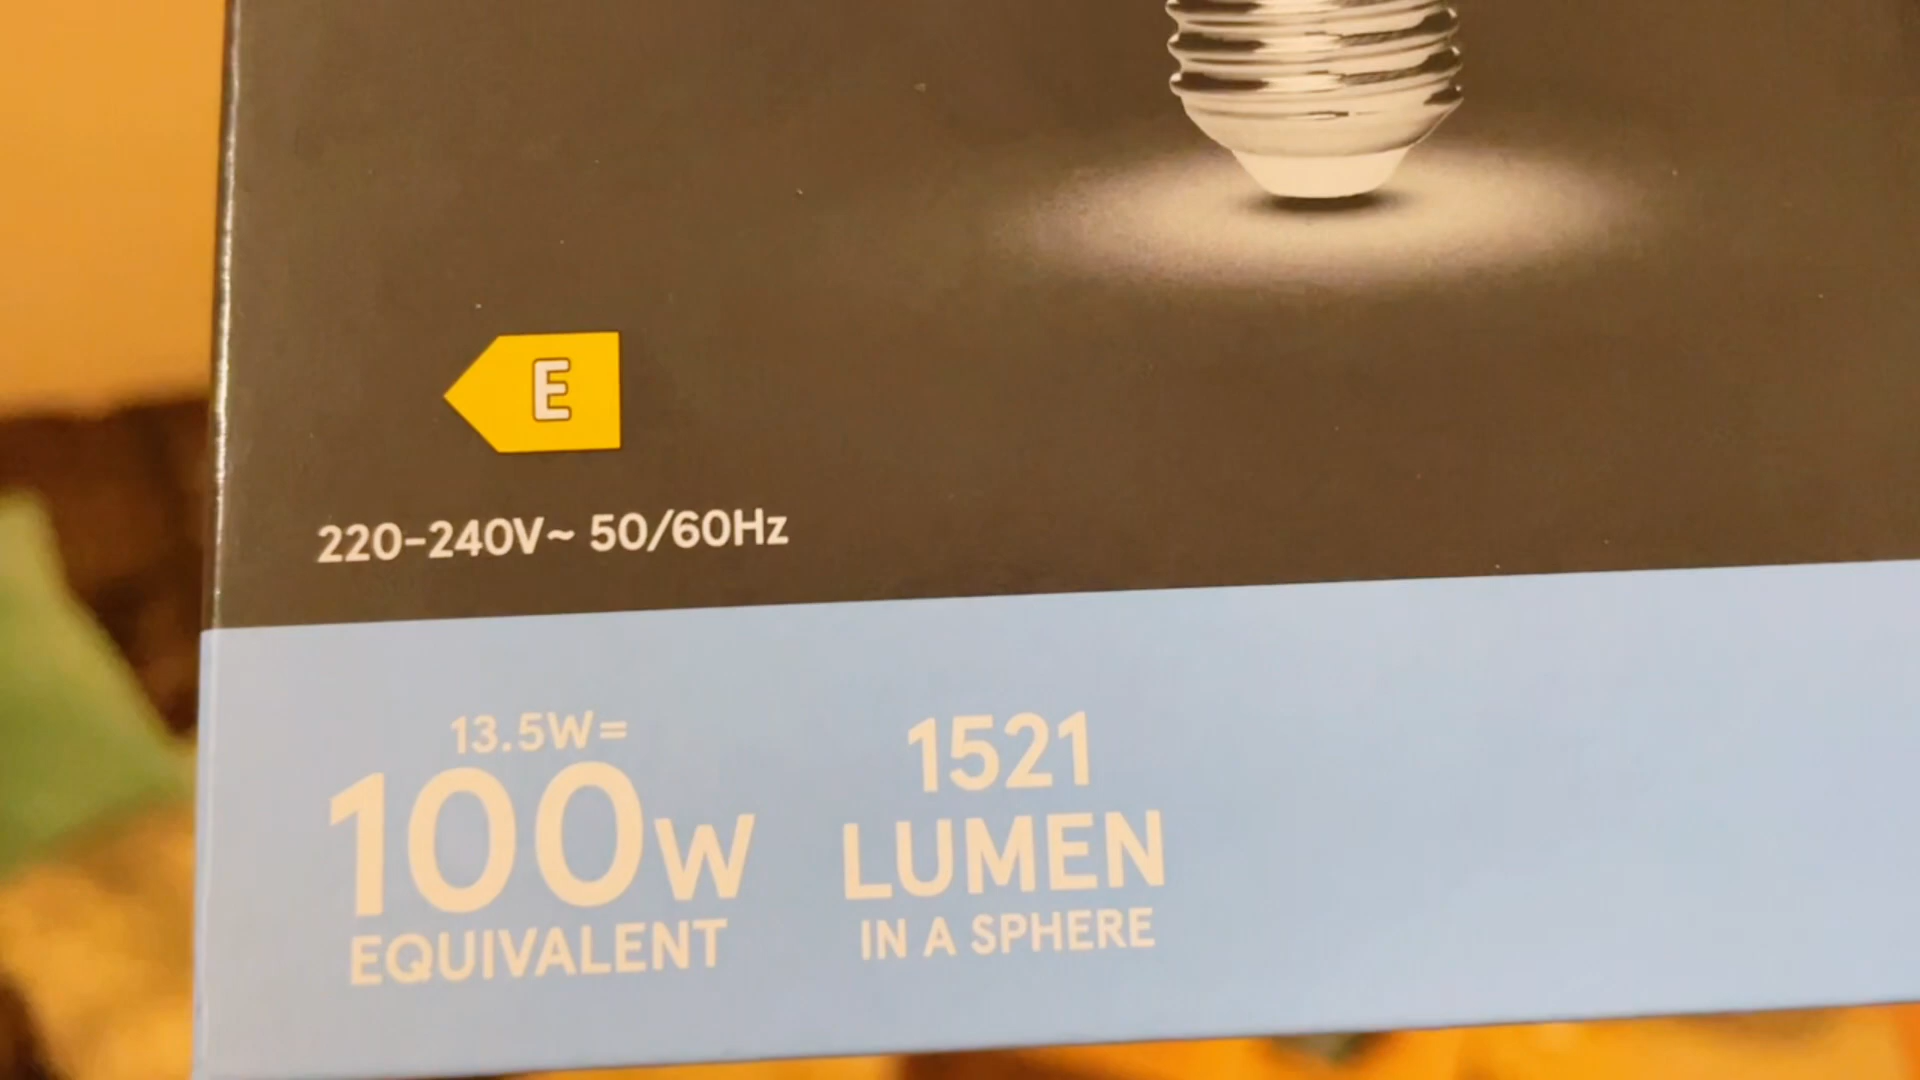 E
220-240V~ 50/60Hz
13.5W=
100W
EQUIVALENT
1521
LUMEN
IN A SPHERE